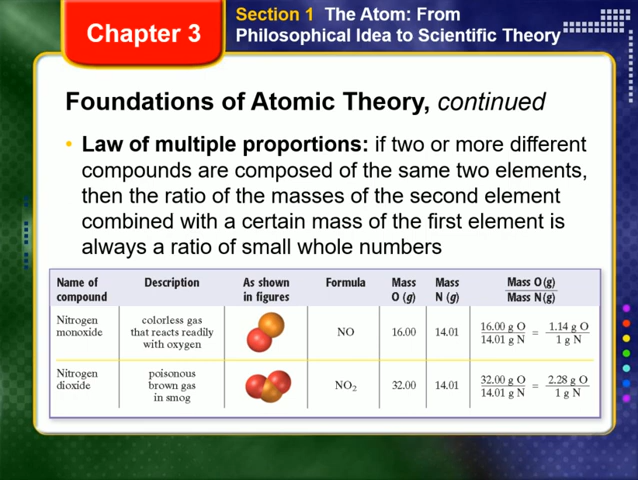 Chapter 3
Section 1 The Atom: From
Philosophical Idea to Scientific Theory
Foundations of Atomic Theory, continued
• Law of multiple proportions: if two or more different
compounds are composed of the same two elements,
then the ratio of the masses of the second element
combined with a certain mass of the first element is
always a ratio of small whole numbers
Name of compound Description As shown in figures Formula Mass O (g) Mass N (g) Mass O (g) / Mass N (g)
Nitrogen monoxide colorless gas that reacts readily with oxygen NO 16.00 14.01 16.00 g O / 14.01 g N = 1.14 g O / 1 g N
Nitrogen dioxide poisonous brown gas in smog NO₂ 32.00 14.01 32.00 g O / 14.01 g N = 2.28 g O / 1 g N